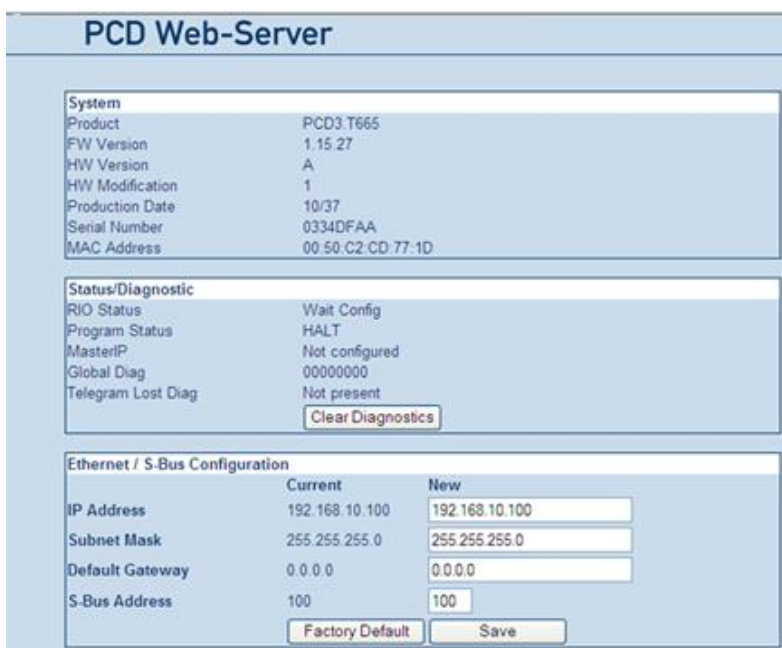 PCD Web-Server
System
Product PCD3.T665
FW Version 1.15.27
HW Version A
HW Modification 1
Production Date 10/37
Serial Number 0334DFAA
MAC Address 00:50:C2:CD:77:1D
Status/Diagnostic
RIO Status Wait Config
Program Status HALT
MasterIP Not configured
Global Diag 00000000
Telegram Lost Diag Not present
Clear Diagnostics
Ethernet / S-Bus Configuration
Current New
IP Address 192.168.10.100 192.168.10.100
Subnet Mask 255.255.255.0 255.255.255.0
Default Gateway 0.0.0.0 0.0.0.0
S-Bus Address 100 100
Factory Default Save